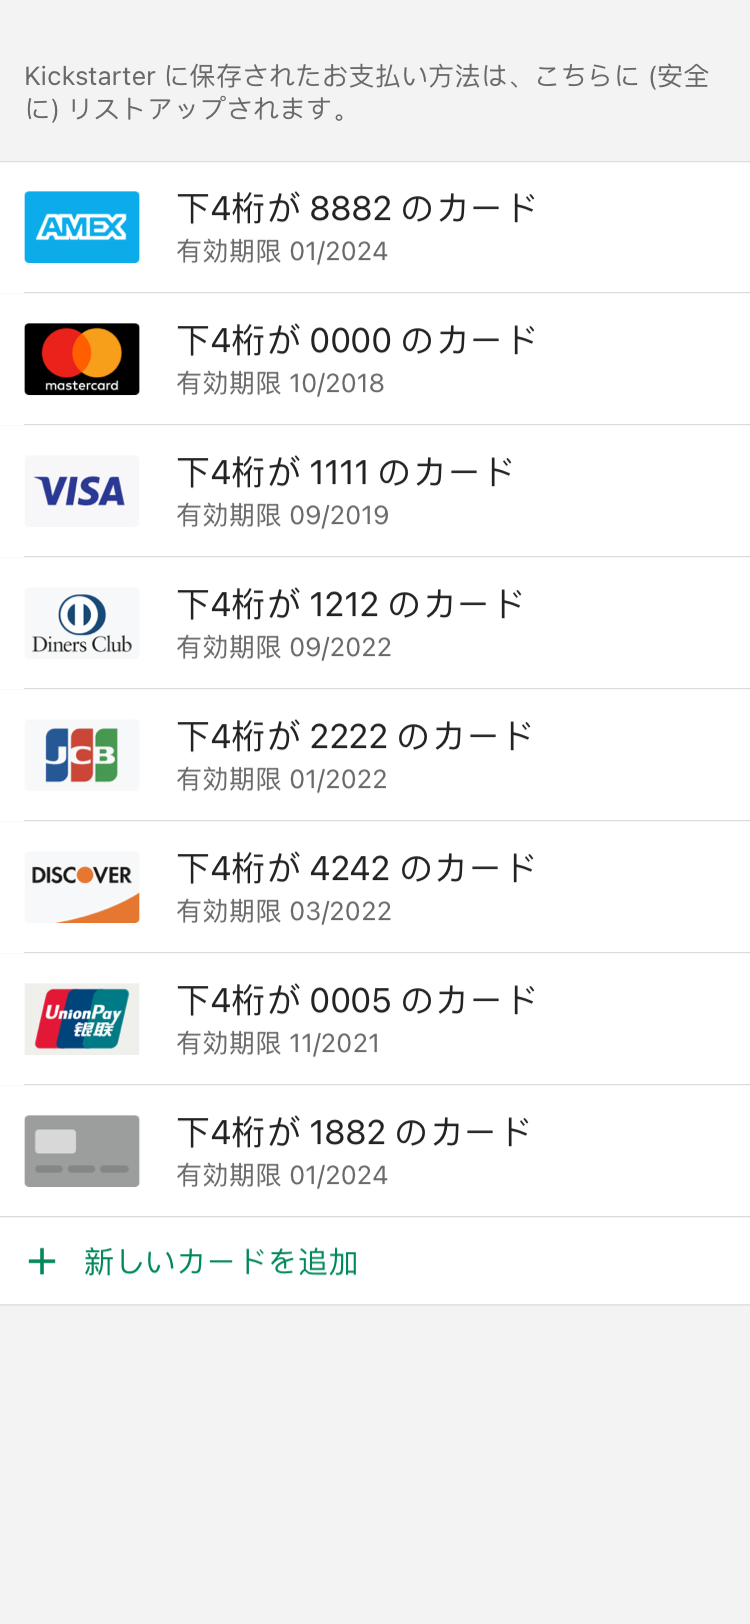 Kickstarter に保存されたお支払い方法は、こちらに (安全
に) リストアップされます。
AMEX
下4桁が 8882 のカード
有効期限 01/2024
mastercard
下4桁が 0000 のカード
有効期限 10/2018
VISA
下4桁が 1111 のカード
有効期限 09/2019
Diners Club
下4桁が 1212 のカード
有効期限 09/2022
JCB
下4桁が 2222 のカード
有効期限 01/2022
DISCOVER
下4桁が 4242 のカード
有効期限 03/2022
UnionPay
银联
下4桁が 0005 のカード
有効期限 11/2021
下4桁が 1882 のカード
有効期限 01/2024
+ 新しいカードを追加